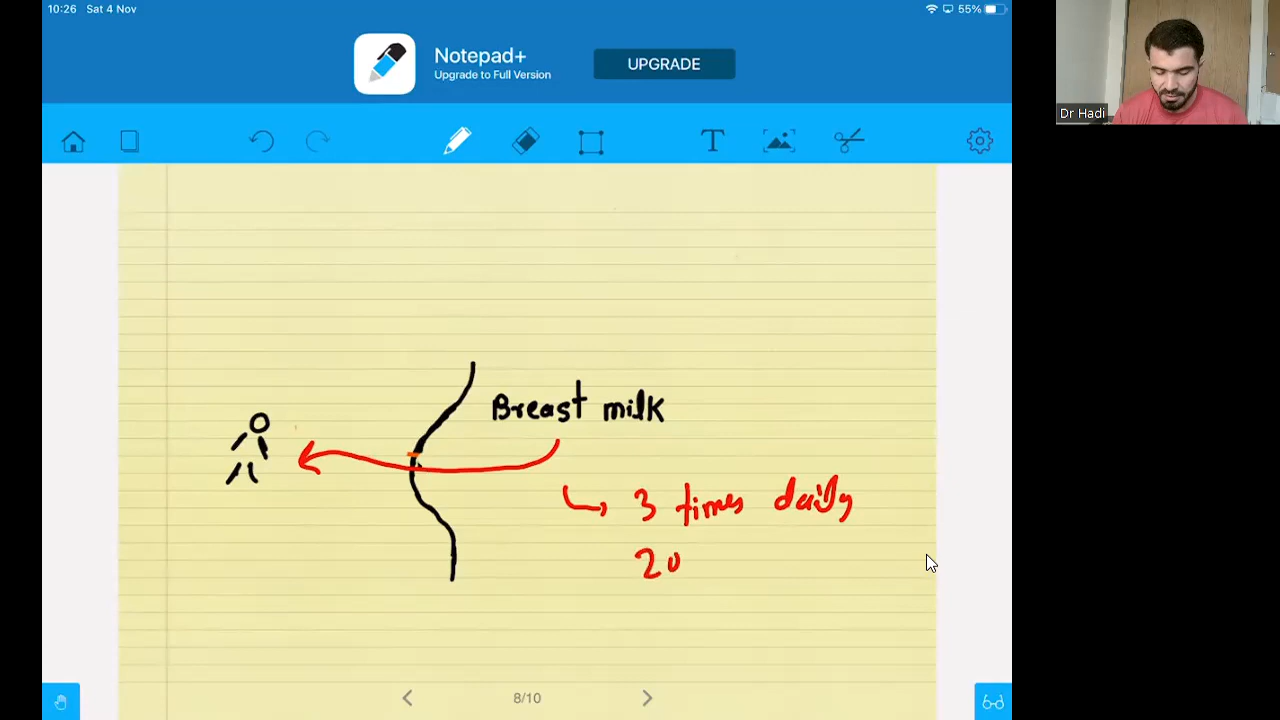 10:26 Sat 4 Nov
55%
Notepad+
Upgrade to Full Version
UPGRADE
T
Dr Hadi
Breast milk
3 times daily
20
8/10